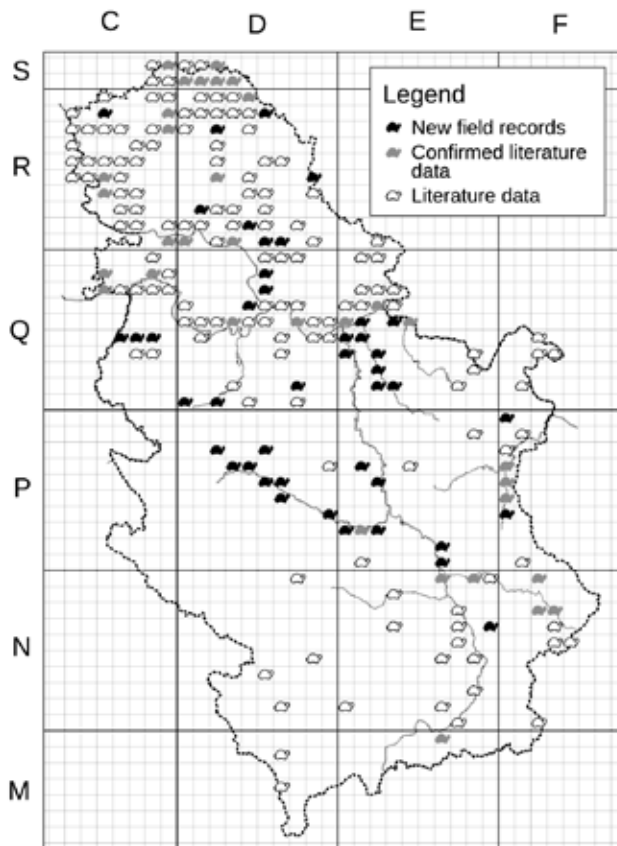 C D E F
S
R
Legend
New field records
Confirmed literature
data
Literature data
Q
P
N
M